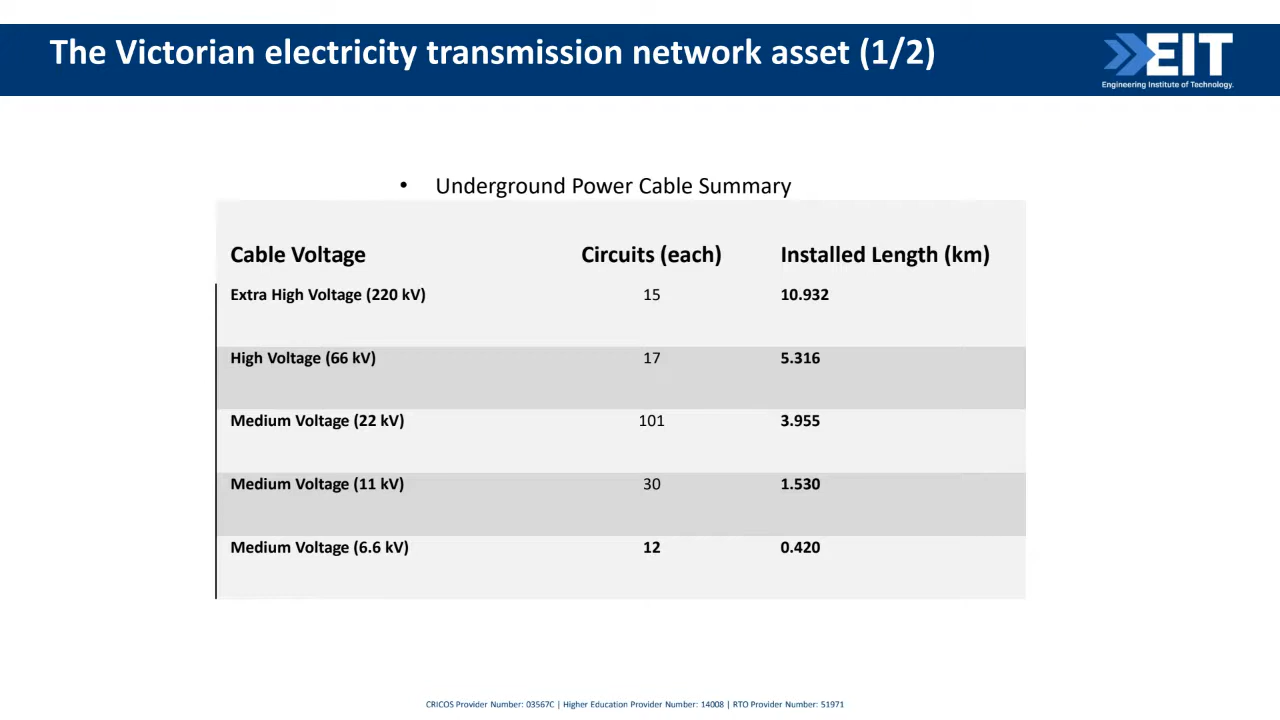 The Victorian electricity transmission network asset (1/2)
EIT
Engineering Institute of Technology.
• Underground Power Cable Summary
Cable Voltage Circuits (each) Installed Length (km)
Extra High Voltage (220 kV) 15 10.932
High Voltage (66 kV) 17 5.316
Medium Voltage (22 kV) 101 3.955
Medium Voltage (11 kV) 30 1.530
Medium Voltage (6.6 kV) 12 0.420
CRICOS Provider Number: 03567C | Higher Education Provider Number: 14008 | RTO Provider Number: 51971